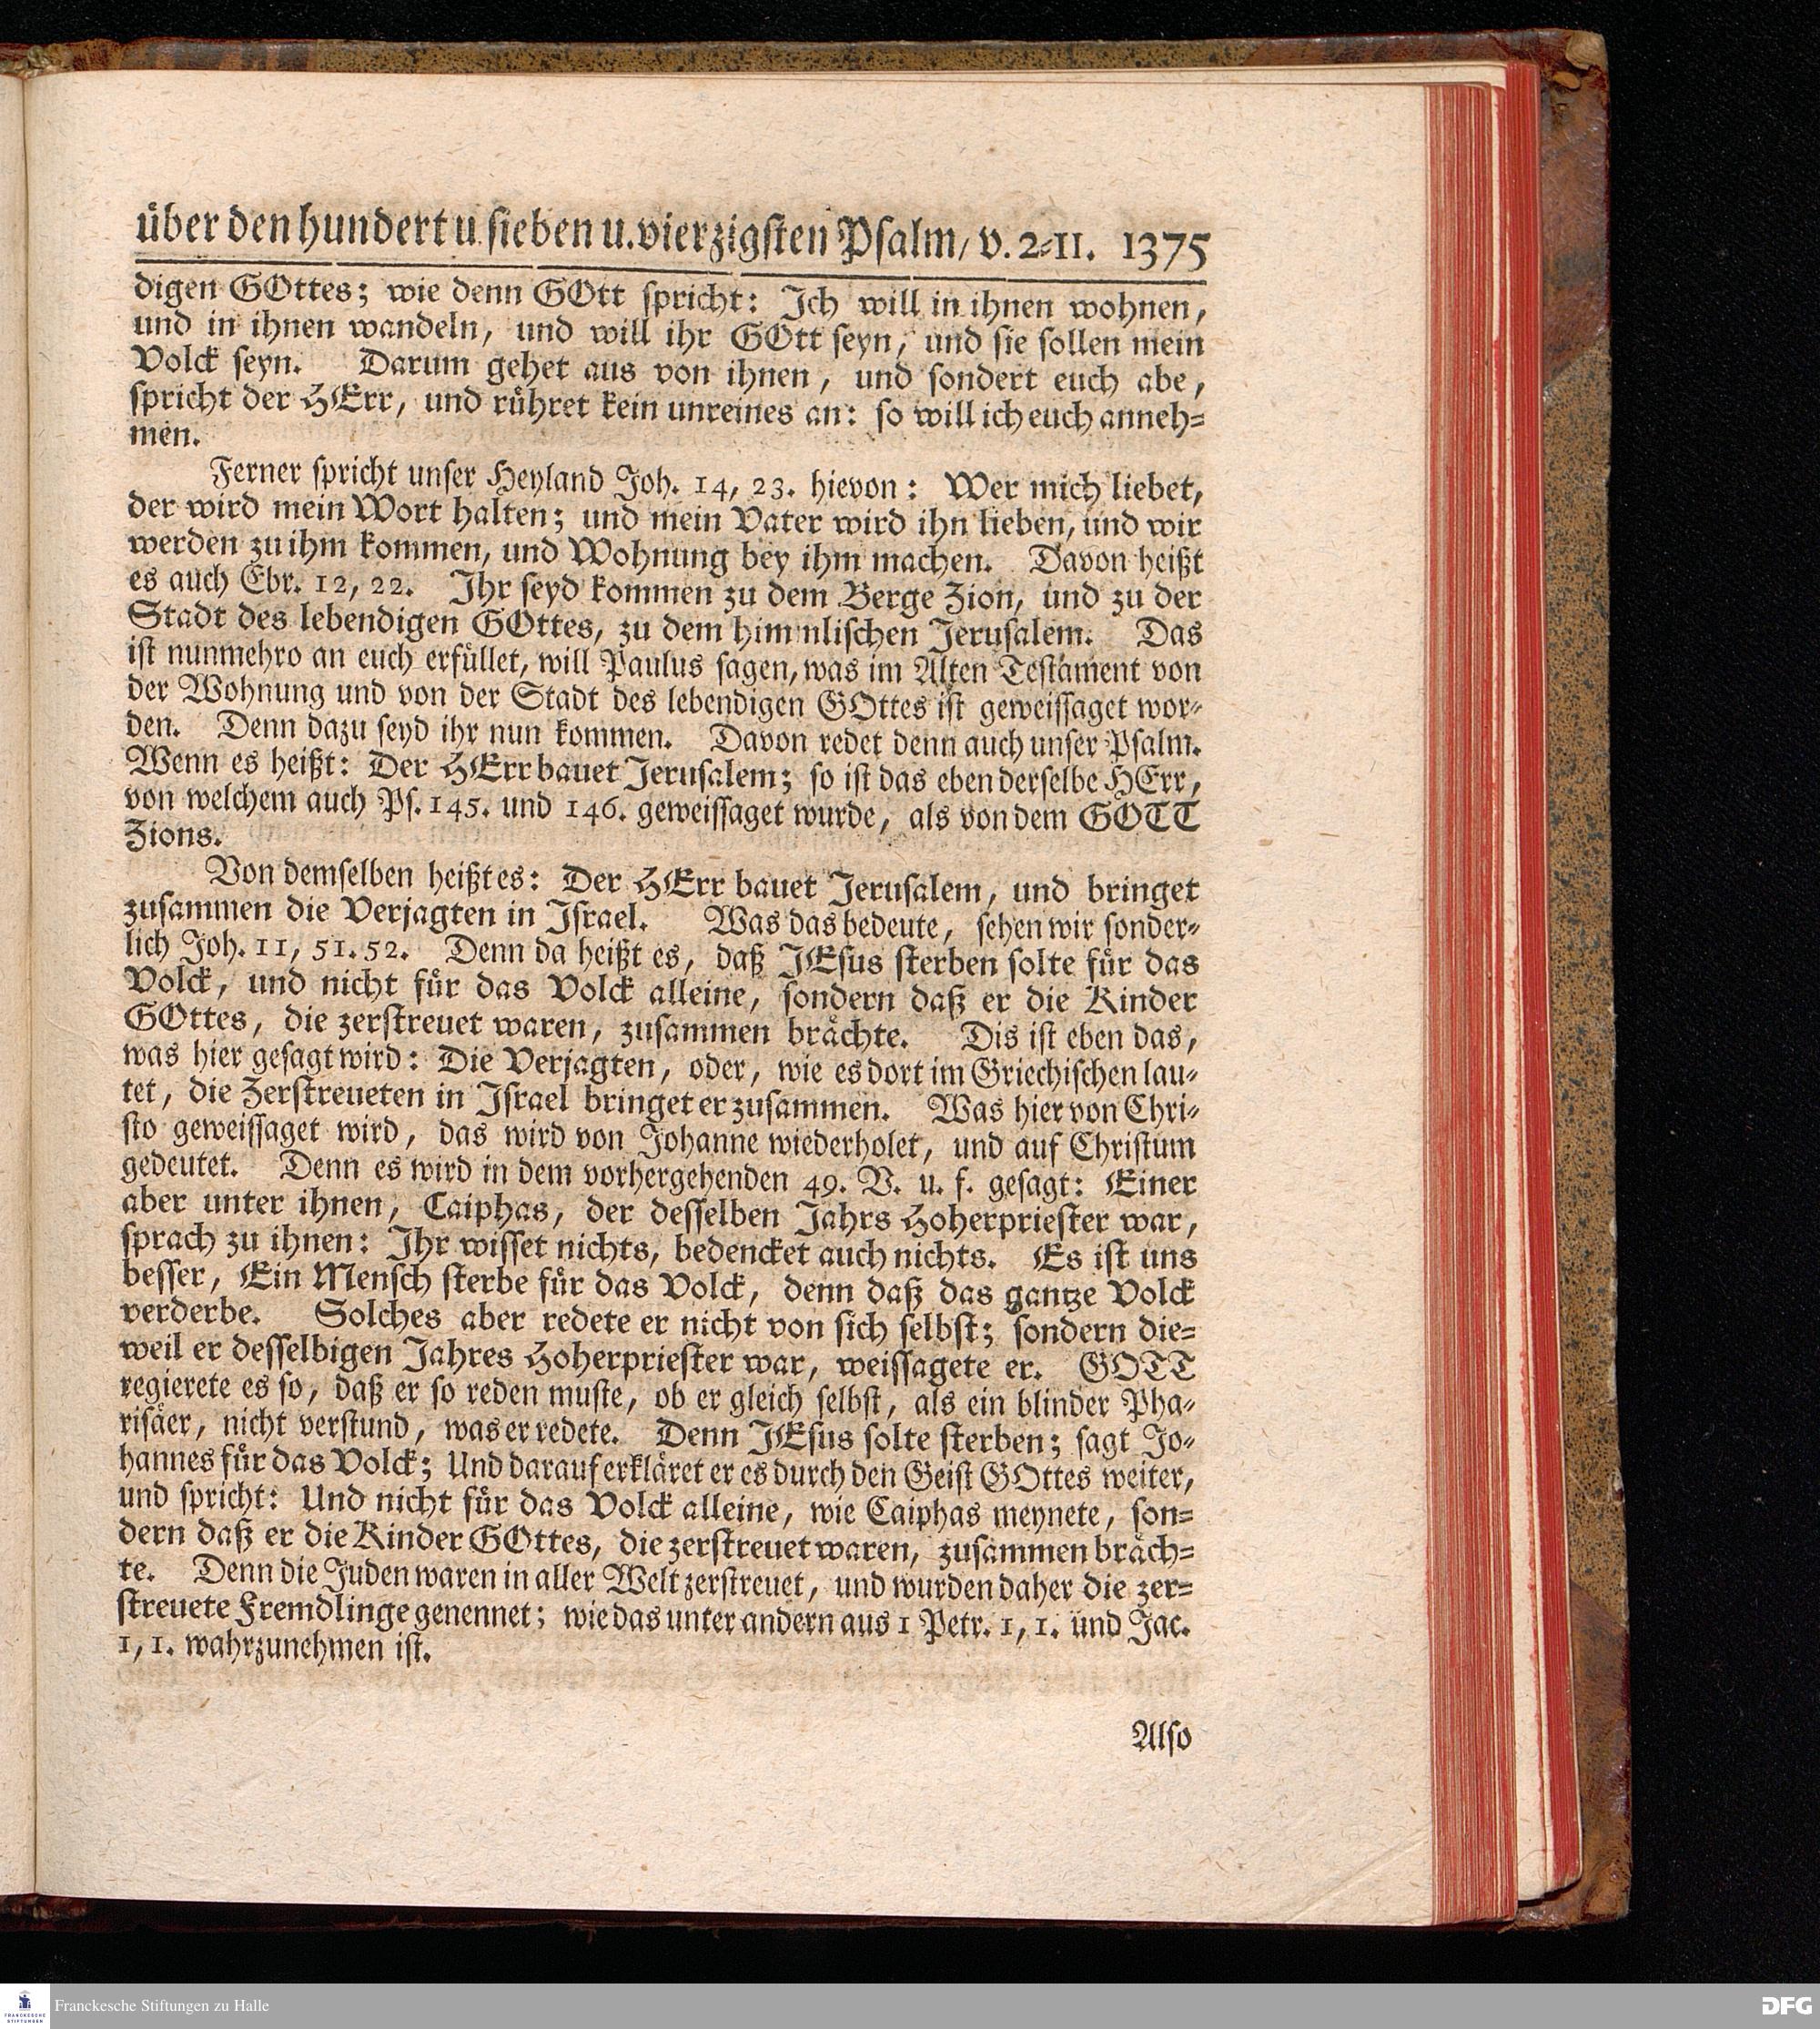 über den hundert u. sieben u. vierzigsten Psalm/ v. 2-11. 1375
digen GOttes; wie denn GOtt spricht: Ich will in ihnen wohnen,
und in ihnen wandeln, und will ihr GOtt seyn, und sie sollen mein
Volck seyn. Darum gehet aus von ihnen, und sondert euch abe,
spricht der HErr, und rühret kein unreines an: so will ich euch anneh-
men.
Ferner spricht unser Heyland Joh. 14, 23. hievon: Wer mich liebet,
der wird mein Wort halten; und mein Vater wird ihn lieben, und wir
werden zu ihm kommen, und Wohnung bey ihm machen. Davon heißt
es auch Ebr. 12, 22. Ihr seyd kommen zu dem Berge Zion, und zu der
Stadt des lebendigen GOttes, zu dem himmlischen Jerusalem. Das
ist nunmehro an euch erfüllet, will Paulus sagen, was im Alten Testament von
der Wohnung und von der Stadt des lebendigen GOttes ist geweissaget wor-
den. Denn dazu seyd ihr nun kommen. Davon redet denn auch unser Psalm.
Wenn es heißt: Der HErr bauet Jerusalem; so ist das eben derselbe HErr,
von welchem auch Ps. 145. und 146. geweissaget wurde, als von dem GOTT
Zions.
Von demselben heißt es: Der HErr bauet Jerusalem, und bringet
zusammen die Verjagten in Israel. Was das bedeute, sehen wir sonder-
lich Joh. 11, 51. 52. Denn da heißt es, daß JEsus sterben solte für das
Volck, und nicht für das Volck alleine, sondern daß er die Kinder
GOttes, die zerstreuet waren, zusammen brächte. Dis ist eben das,
was hier gesagt wird: Die Verjagten, oder, wie es dort im Griechischen lau-
tet, die Zerstreueten in Israel bringet er zusammen. Was hier von Chri-
sto geweissaget wird, das wird von Johanne wiederholet, und auf Christum
gedeutet. Denn es wird in dem vorhergehenden 49. V. u. f. gesagt: Einer
aber unter ihnen, Caiphas, der desselben Jahrs Hoherpriester war,
sprach zu ihnen: Ihr wisset nichts, bedencket auch nichts. Es ist uns
besser, Ein Mensch sterbe für das Volck, denn daß das gantze Volck
verderbe. Solches aber redete er nicht von sich selbst; sondern die-
weil er desselbigen Jahres Hoherpriester war, weissagete er. GOTT
regierete es so, daß er so reden muste, ob er gleich selbst, als ein blinder Pha-
risäer, nicht verstund, was er redete. Denn JEsus solte sterben; sagt Jo-
hannes für das Volck; Und darauf erkläret er es durch den Geist GOttes weiter,
und spricht: Und nicht für das Volck alleine, wie Caiphas meynete, son-
dern daß er die Kinder GOttes, die zerstreuet waren, zusammen bräch-
te. Denn die Juden waren in aller Welt zerstreuet, und wurden daher die zer-
streuete Fremdlinge genennet; wie das unter andern aus 1 Petr. 1, 1. und Jac.
1, 1. wahrzunehmen ist.
Also
FRANCKESCHE
STIFTUNGEN
Franckesche Stiftungen zu Halle
DFG